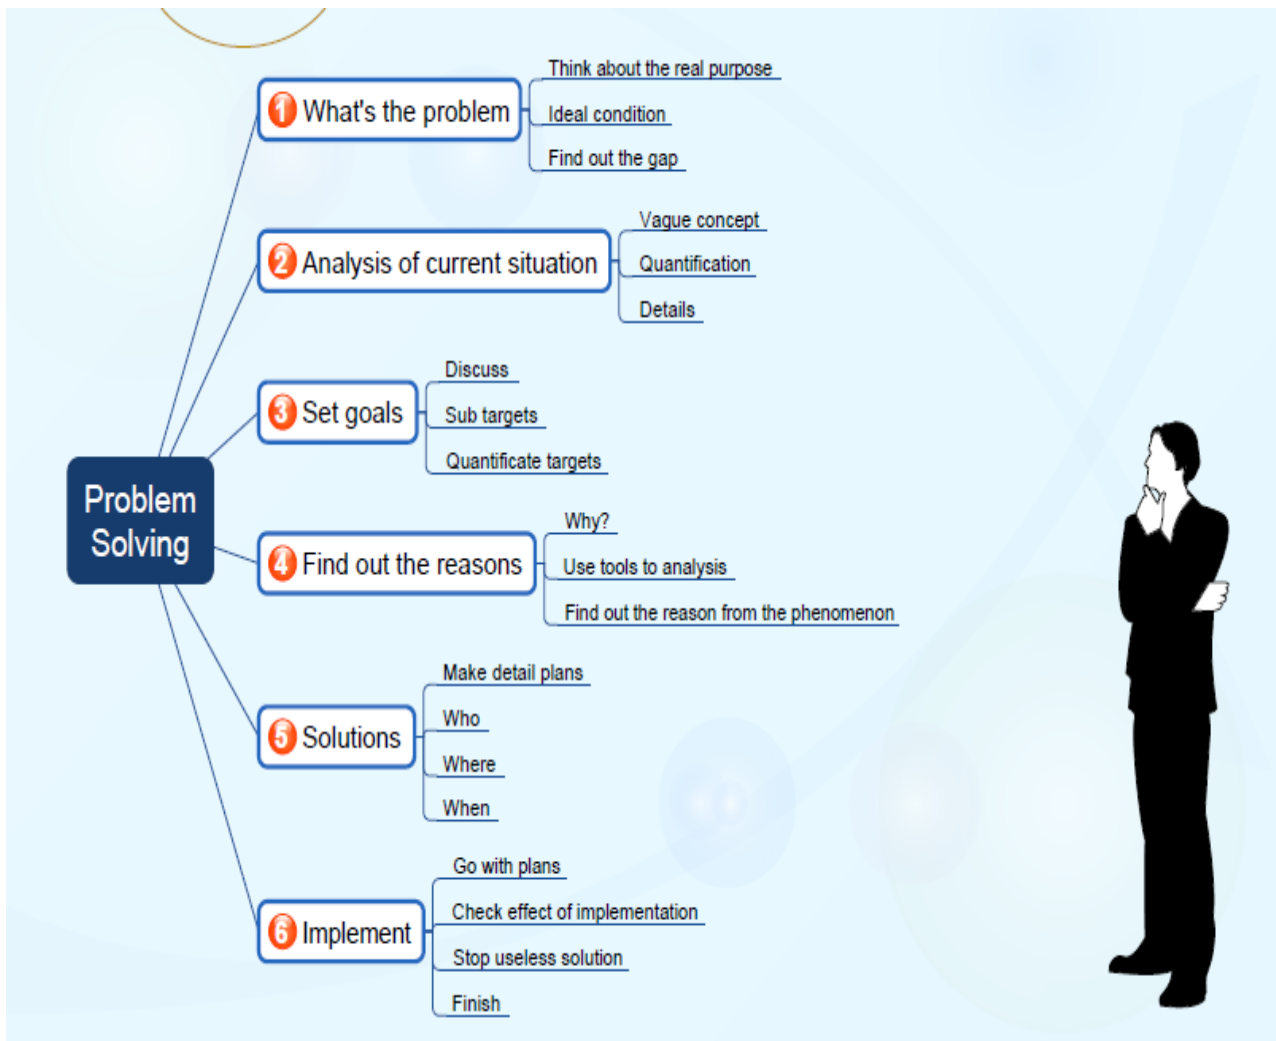 Problem
Solving
1 What's the problem
Think about the real purpose
Ideal condition
Find out the gap
2 Analysis of current situation
Vague concept
Quantification
Details
3 Set goals
Discuss
Sub targets
Quantificate targets
4 Find out the reasons
Why?
Use tools to analysis
Find out the reason from the phenomenon
5 Solutions
Make detail plans
Who
Where
When
6 Implement
Go with plans
Check effect of implementation
Stop useless solution
Finish